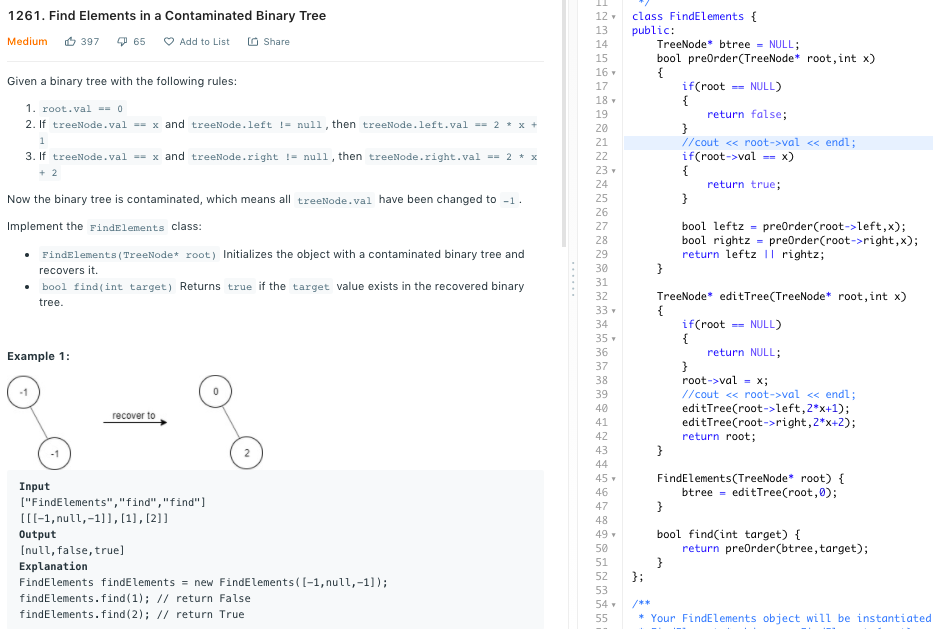 1261. Find Elements in a Contaminated Binary Tree
Medium 397 65 Add to List Share
Given a binary tree with the following rules:
1. root.val == 0
2. If treeNode.val == x and treeNode.left != null, then treeNode.left.val == 2 * x +
1
3. If treeNode.val == x and treeNode.right != null, then treeNode.right.val == 2 * x
+ 2
Now the binary tree is contaminated, which means all treeNode.val have been changed to -1.
Implement the FindElements class:
• FindElements(TreeNode* root) Initializes the object with a contaminated binary tree and
recovers it.
• bool find(int target) Returns true if the target value exists in the recovered binary
tree.
Example 1:
-1
0
recover to
-1
2
Input
["FindElements","find","find"]
[[[-1,null,-1]],[1],[2]]
Output
[null,false,true]
Explanation
FindElements findElements = new FindElements([-1,null,-1]);
findElements.find(1); // return False
findElements.find(2); // return True
11 */
12 class FindElements {
13 public:
14 TreeNode* btree = NULL;
15 bool preOrder(TreeNode* root,int x)
16 {
17 if(root == NULL)
18 {
19 return false;
20 }
21 //cout << root->val << endl;
22 if(root->val == x)
23 {
24 return true;
25 }
26
27 bool leftz = preOrder(root->left,x);
28 bool rightz = preOrder(root->right,x);
29 return leftz || rightz;
30 }
31
32 TreeNode* editTree(TreeNode* root,int x)
33 {
34 if(root == NULL)
35 {
36 return NULL;
37 }
38 root->val = x;
39 //cout << root->val << endl;
40 editTree(root->left,2*x+1);
41 editTree(root->right,2*x+2);
42 return root;
43 }
44
45 FindElements(TreeNode* root) {
46 btree = editTree(root,0);
47 }
48
49 bool find(int target) {
50 return preOrder(btree,target);
51 }
52 };
53
54 /**
55 * Your FindElements object will be instantiated